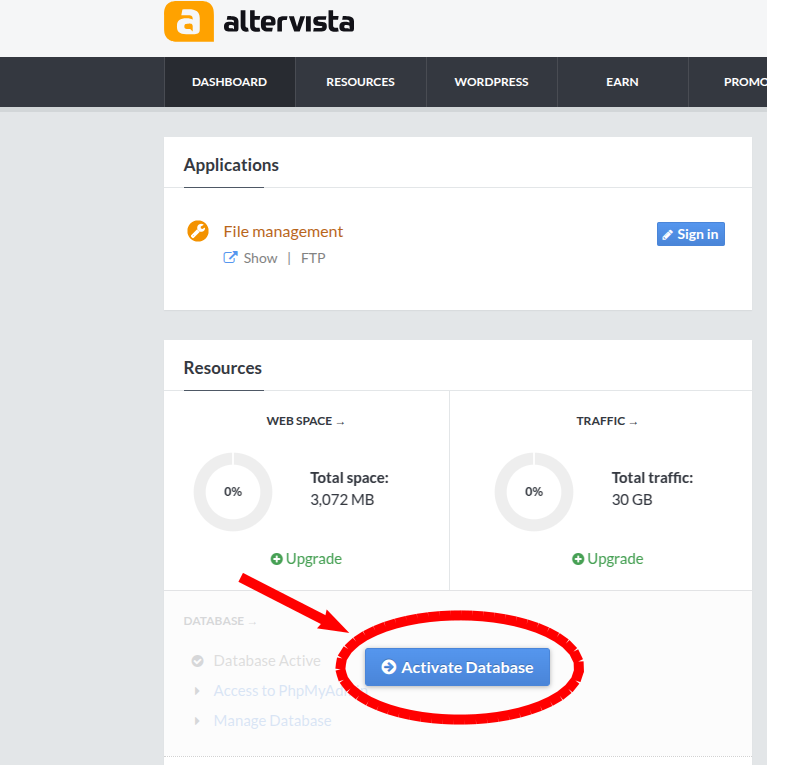 a altervista
DASHBOARD RESOURCES WORDPRESS EARN PROMO
Applications
File management
Sign in
Show | FTP
Resources
WEB SPACE → TRAFFIC →
0% Total space: 0% Total traffic:
3,072 MB 30 GB
Upgrade Upgrade
DATABASE →
Database Active
Activate Database
Access to PhpMyAdmin
Manage Database